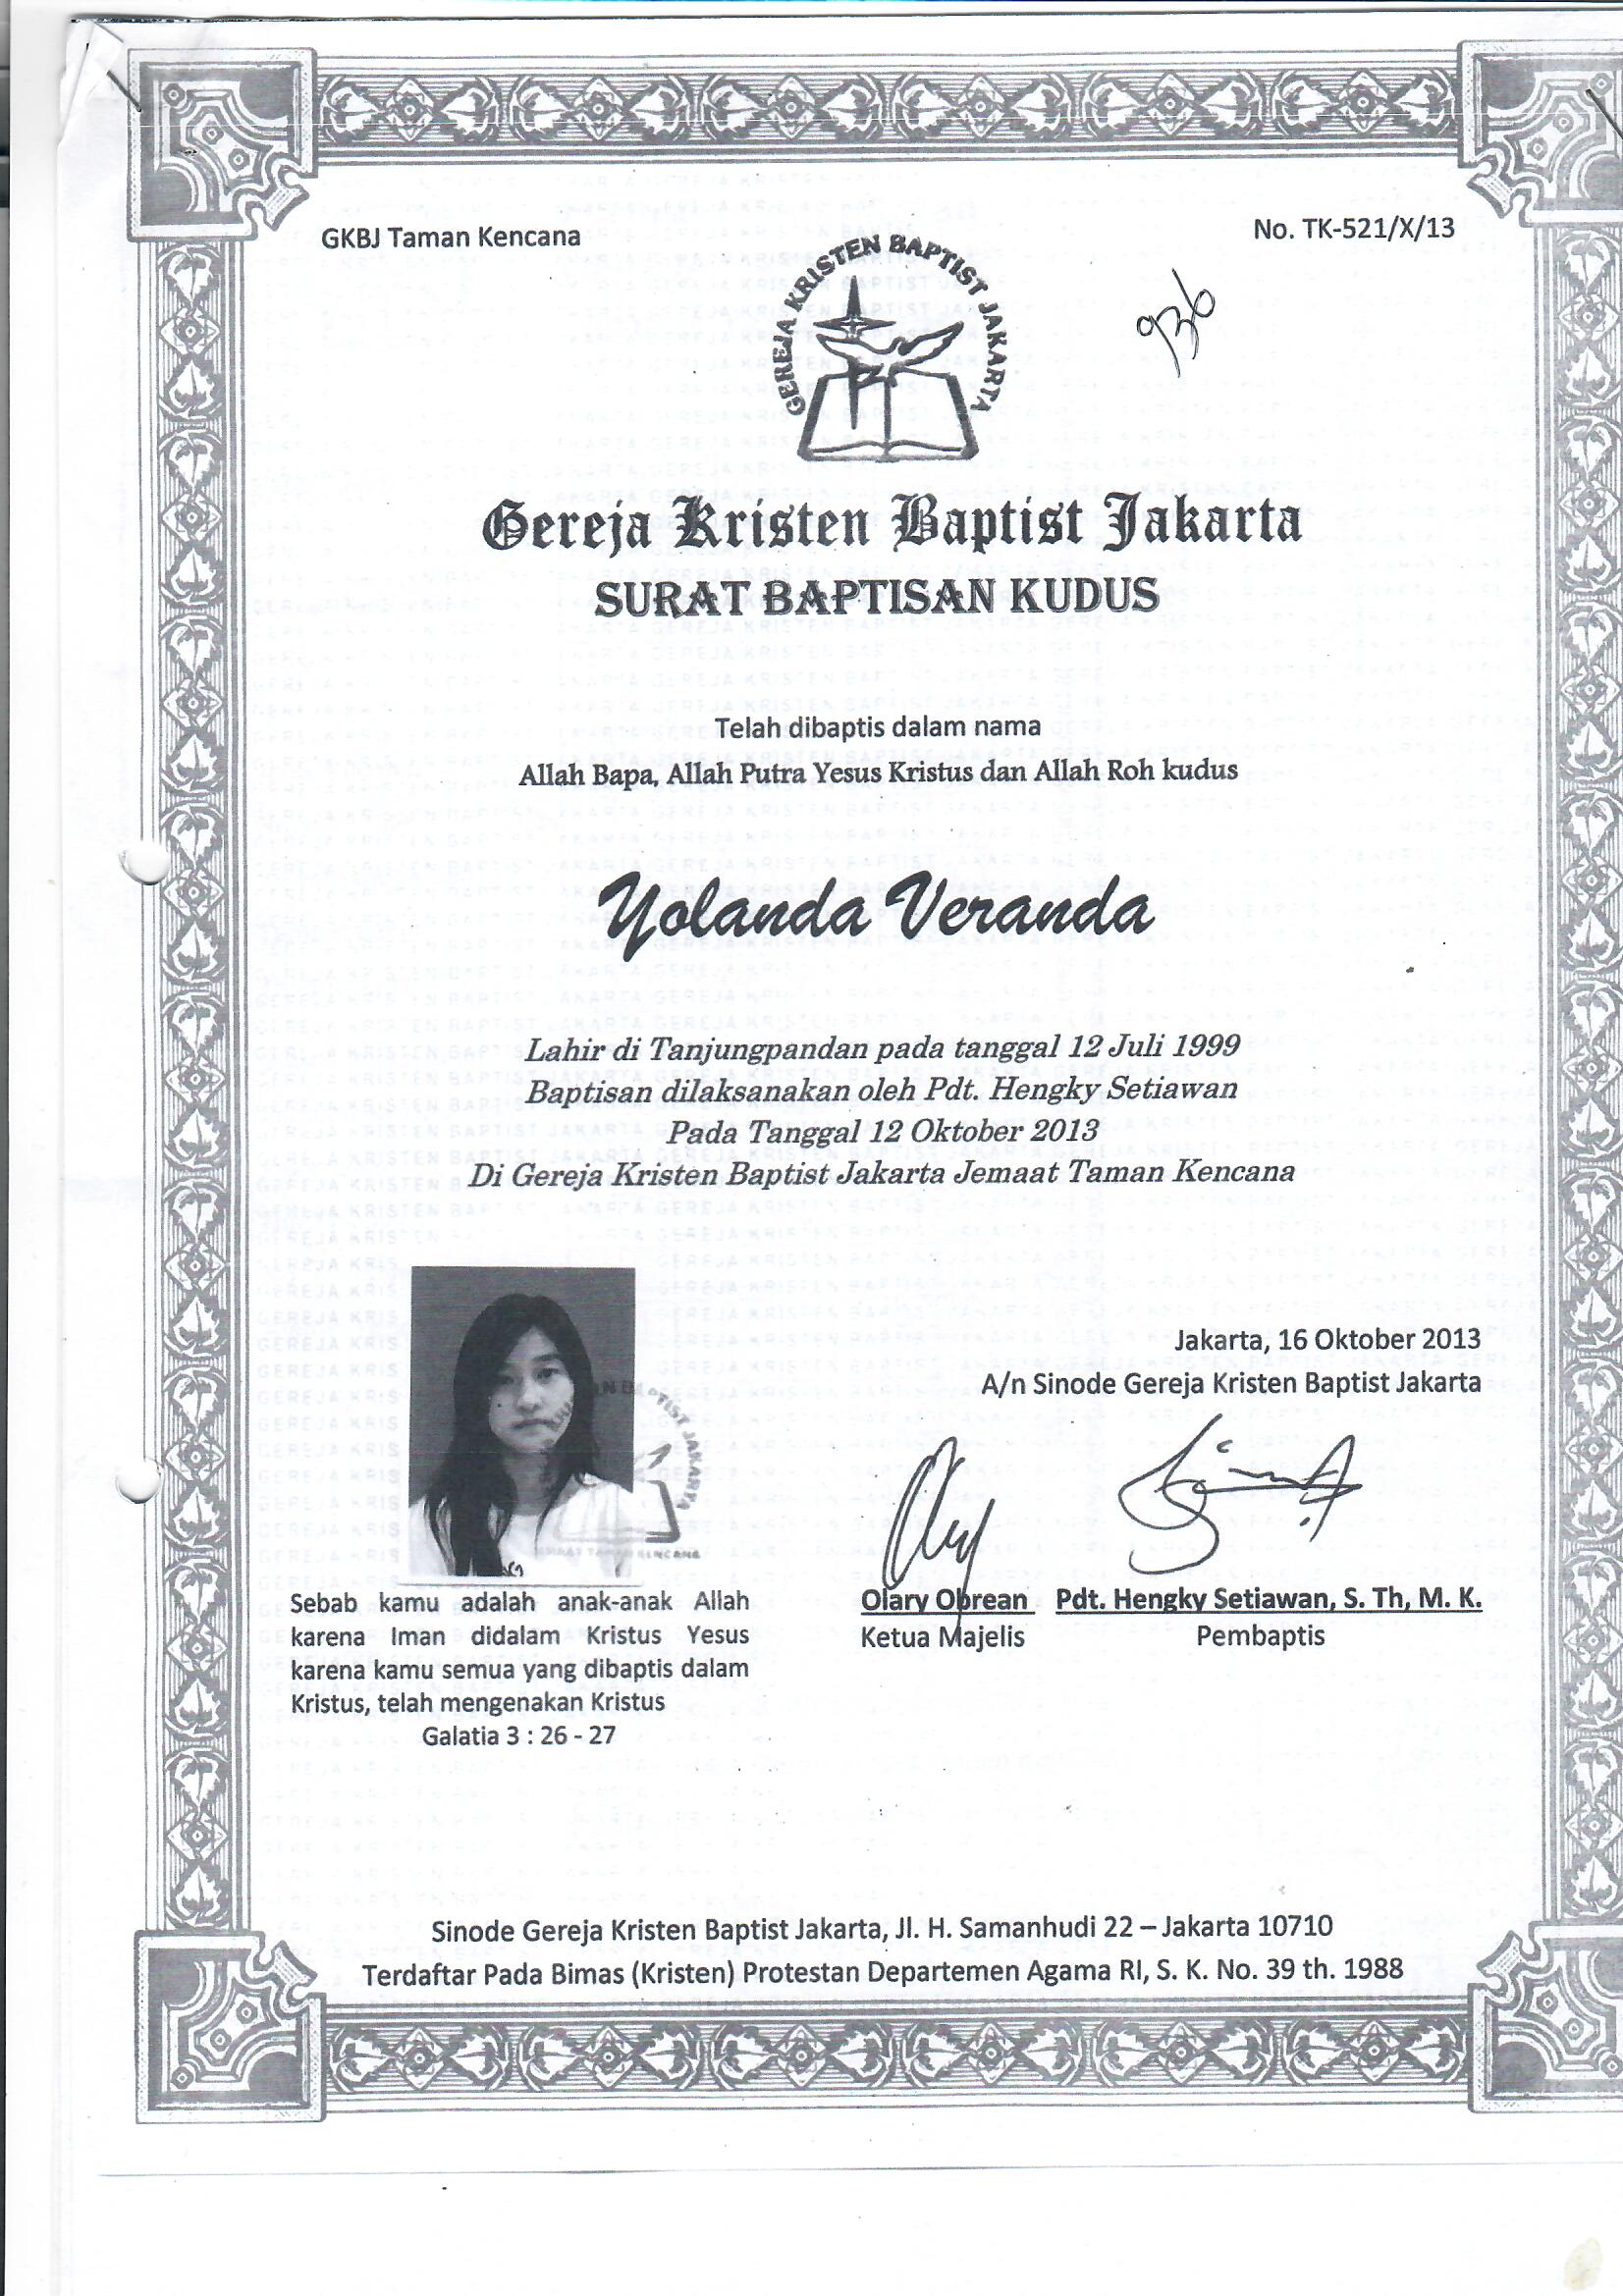 GKBJ Taman Kencana
No. TK-521/X/13
GEREJA KRISTEN BAPTIST JAKARTA
936
Gereja Kristen Baptist Jakarta
SURAT BAPTISAN KUDUS
Telah dibaptis dalam nama
Allah Bapa, Allah Putra Yesus Kristus dan Allah Roh kudus
Yolanda Veranda
Lahir di Tanjungpandan pada tanggal 12 Juli 1999
Baptisan dilaksanakan oleh Pdt. Hengky Setiawan
Pada Tanggal 12 Oktober 2013
Di Gereja Kristen Baptist Jakarta Jemaat Taman Kencana
Jakarta, 16 Oktober 2013
A/n Sinode Gereja Kristen Baptist Jakarta
Olary Obrean
Pdt. Hengky Setiawan, S. Th, M. K.
Ketua Majelis
Pembaptis
Sebab kamu adalah anak-anak Allah
karena Iman didalam Kristus Yesus
karena kamu semua yang dibaptis dalam
Kristus, telah mengenakan Kristus
Galatia 3 : 26 - 27
Sinode Gereja Kristen Baptist Jakarta, Jl. H. Samanhudi 22 – Jakarta 10710
Terdaftar Pada Bimas (Kristen) Protestan Departemen Agama RI, S. K. No. 39 th. 1988